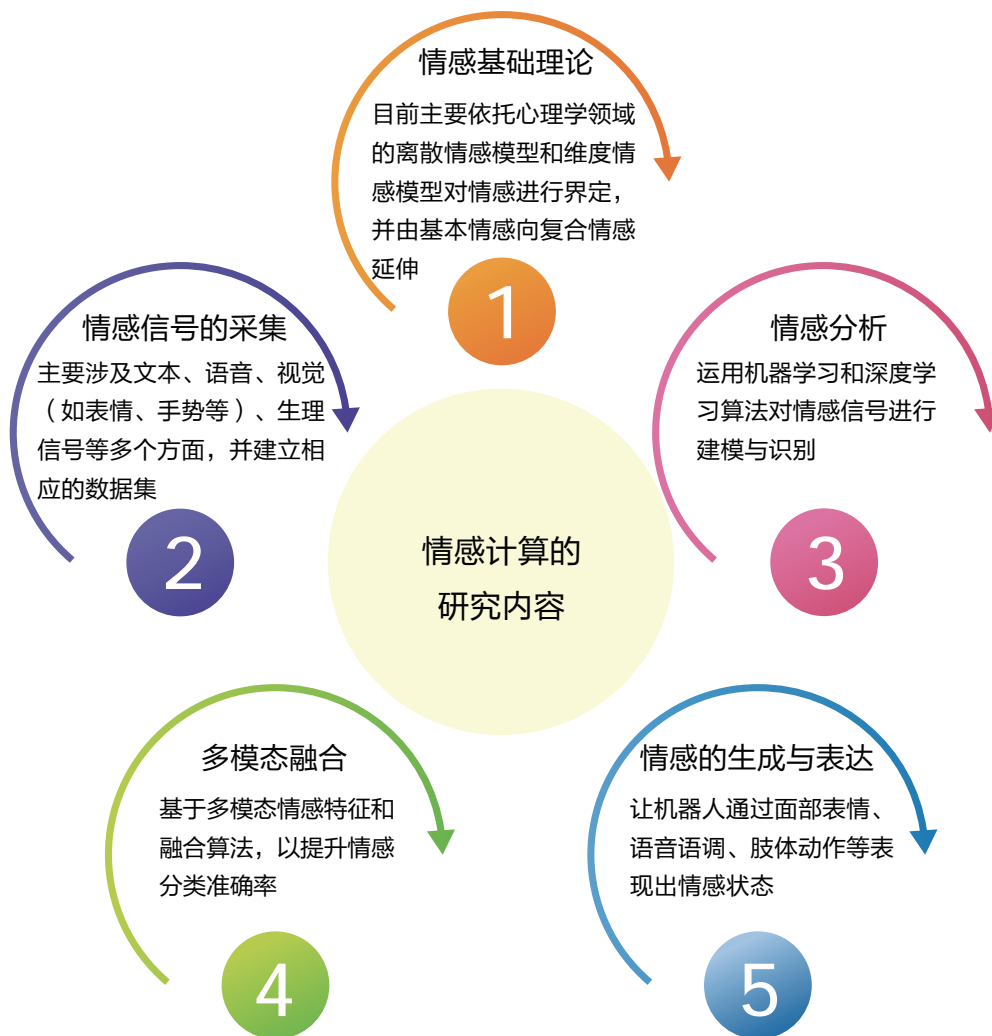 情感基础理论
目前主要依托心理学领域
的离散情感模型和维度情
感模型对情感进行界定，
并由基本情感向复合情感
延伸
1
情感信号的采集
主要涉及文本、语音、视觉
（如表情、手势等）、生理
信号等多个方面，并建立相
应的数据集
2
情感分析
运用机器学习和深度学
习算法对情感信号进行
建模与识别
3
情感计算的
研究内容
多模态融合
基于多模态情感特征和
融合算法，以提升情感
分类准确率
4
情感的生成与表达
让机器人通过面部表情、
语音语调、肢体动作等表
现出情感状态
5